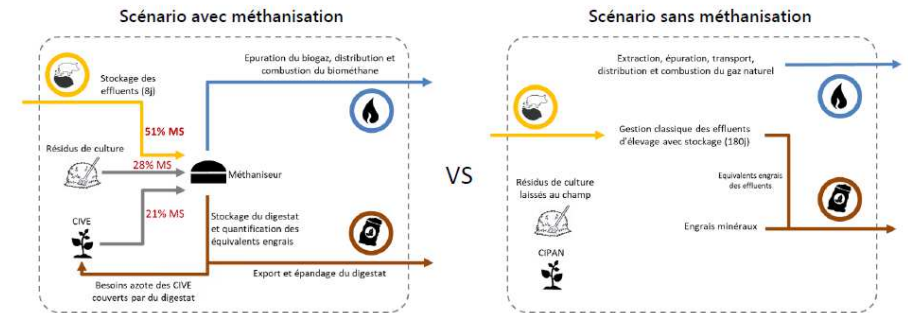 Scénario avec méthanisation
Stockage des
effluents (8j)
51% MS
Résidus de culture
28% MS
21% MS
CIVE
Epuration du biogaz, distribution et
combustion du biométhane
Méthaniseur
Stockage du digestat
et quantification des
équivalents engrais
Besoins azote des CIVE
couverts par du digestat
Export et épandage du digestat
VS
Scénario sans méthanisation
Extraction, épuration, transport,
distribution et combustion du gaz naturel
Gestion classique des effluents
d'élevage avec stockage (180j)
Equivalents engrais
des effluents
Résidus de culture
laissés au champ
Engrais minéraux
CIPAN